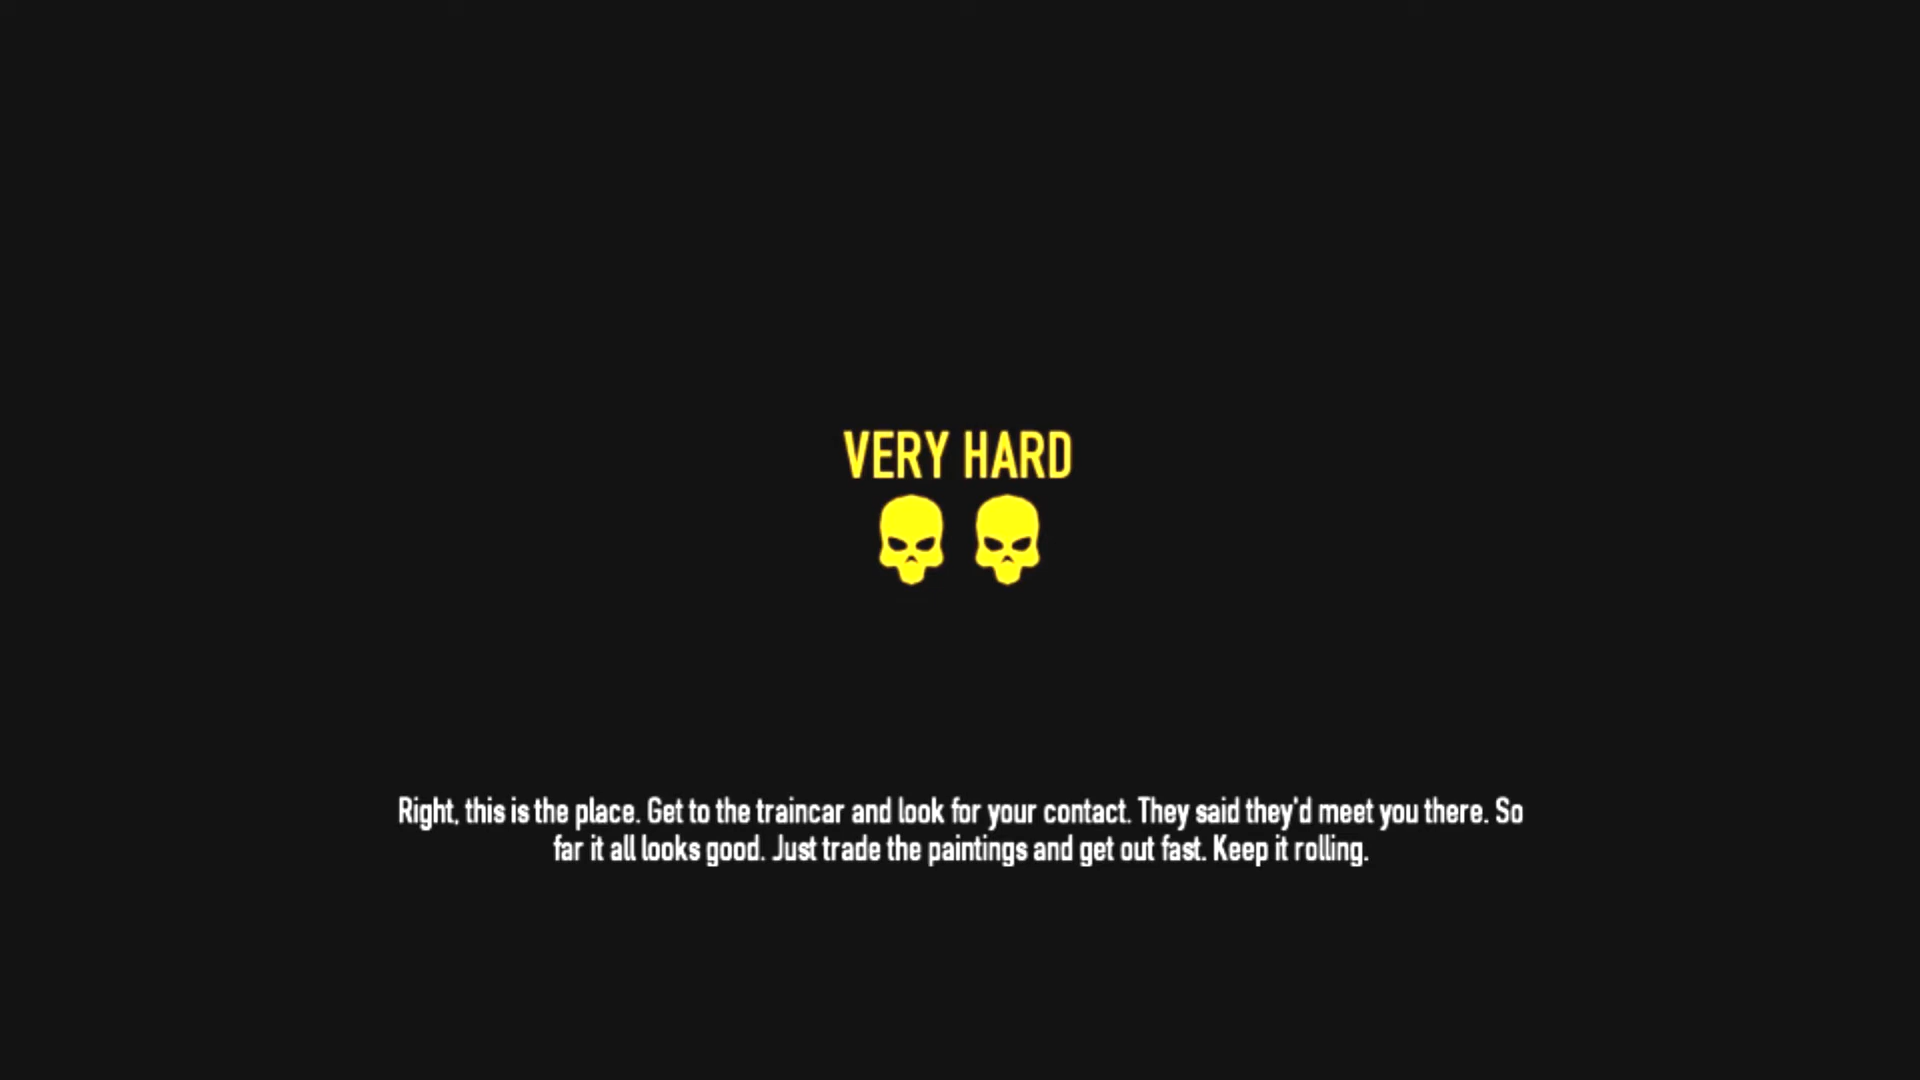 VERY HARD
Right, this is the place. Get to the traincar and look for your contact. They said they'd meet you there. So
far it all looks good. Just trade the paintings and get out fast. Keep it rolling.